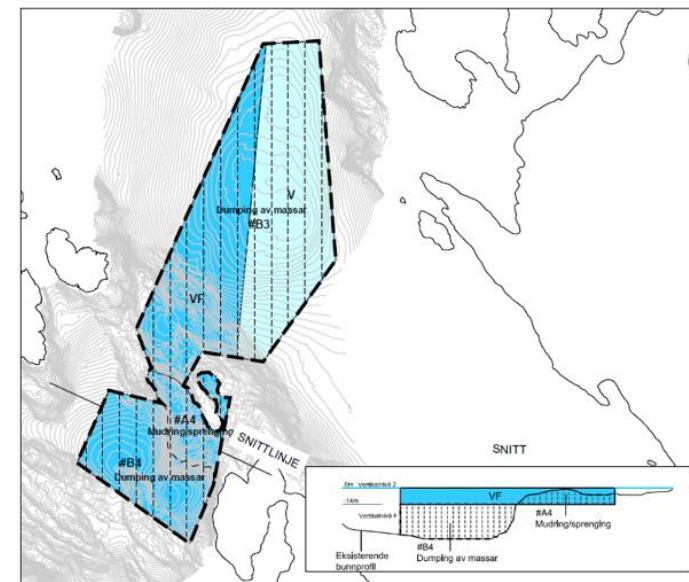 V
Dumping av massar
#B3
VF
#A4
Mudring/sprenging
#B4
Dumping av massar
SNITTLINJE
SNITT
0m Vertikalnivå 2
VF
-14m
#A4
Vertikalnivå 4
Mudring/sprenging
#B4
Eksisterende
Dumping av massar
bunnprofil